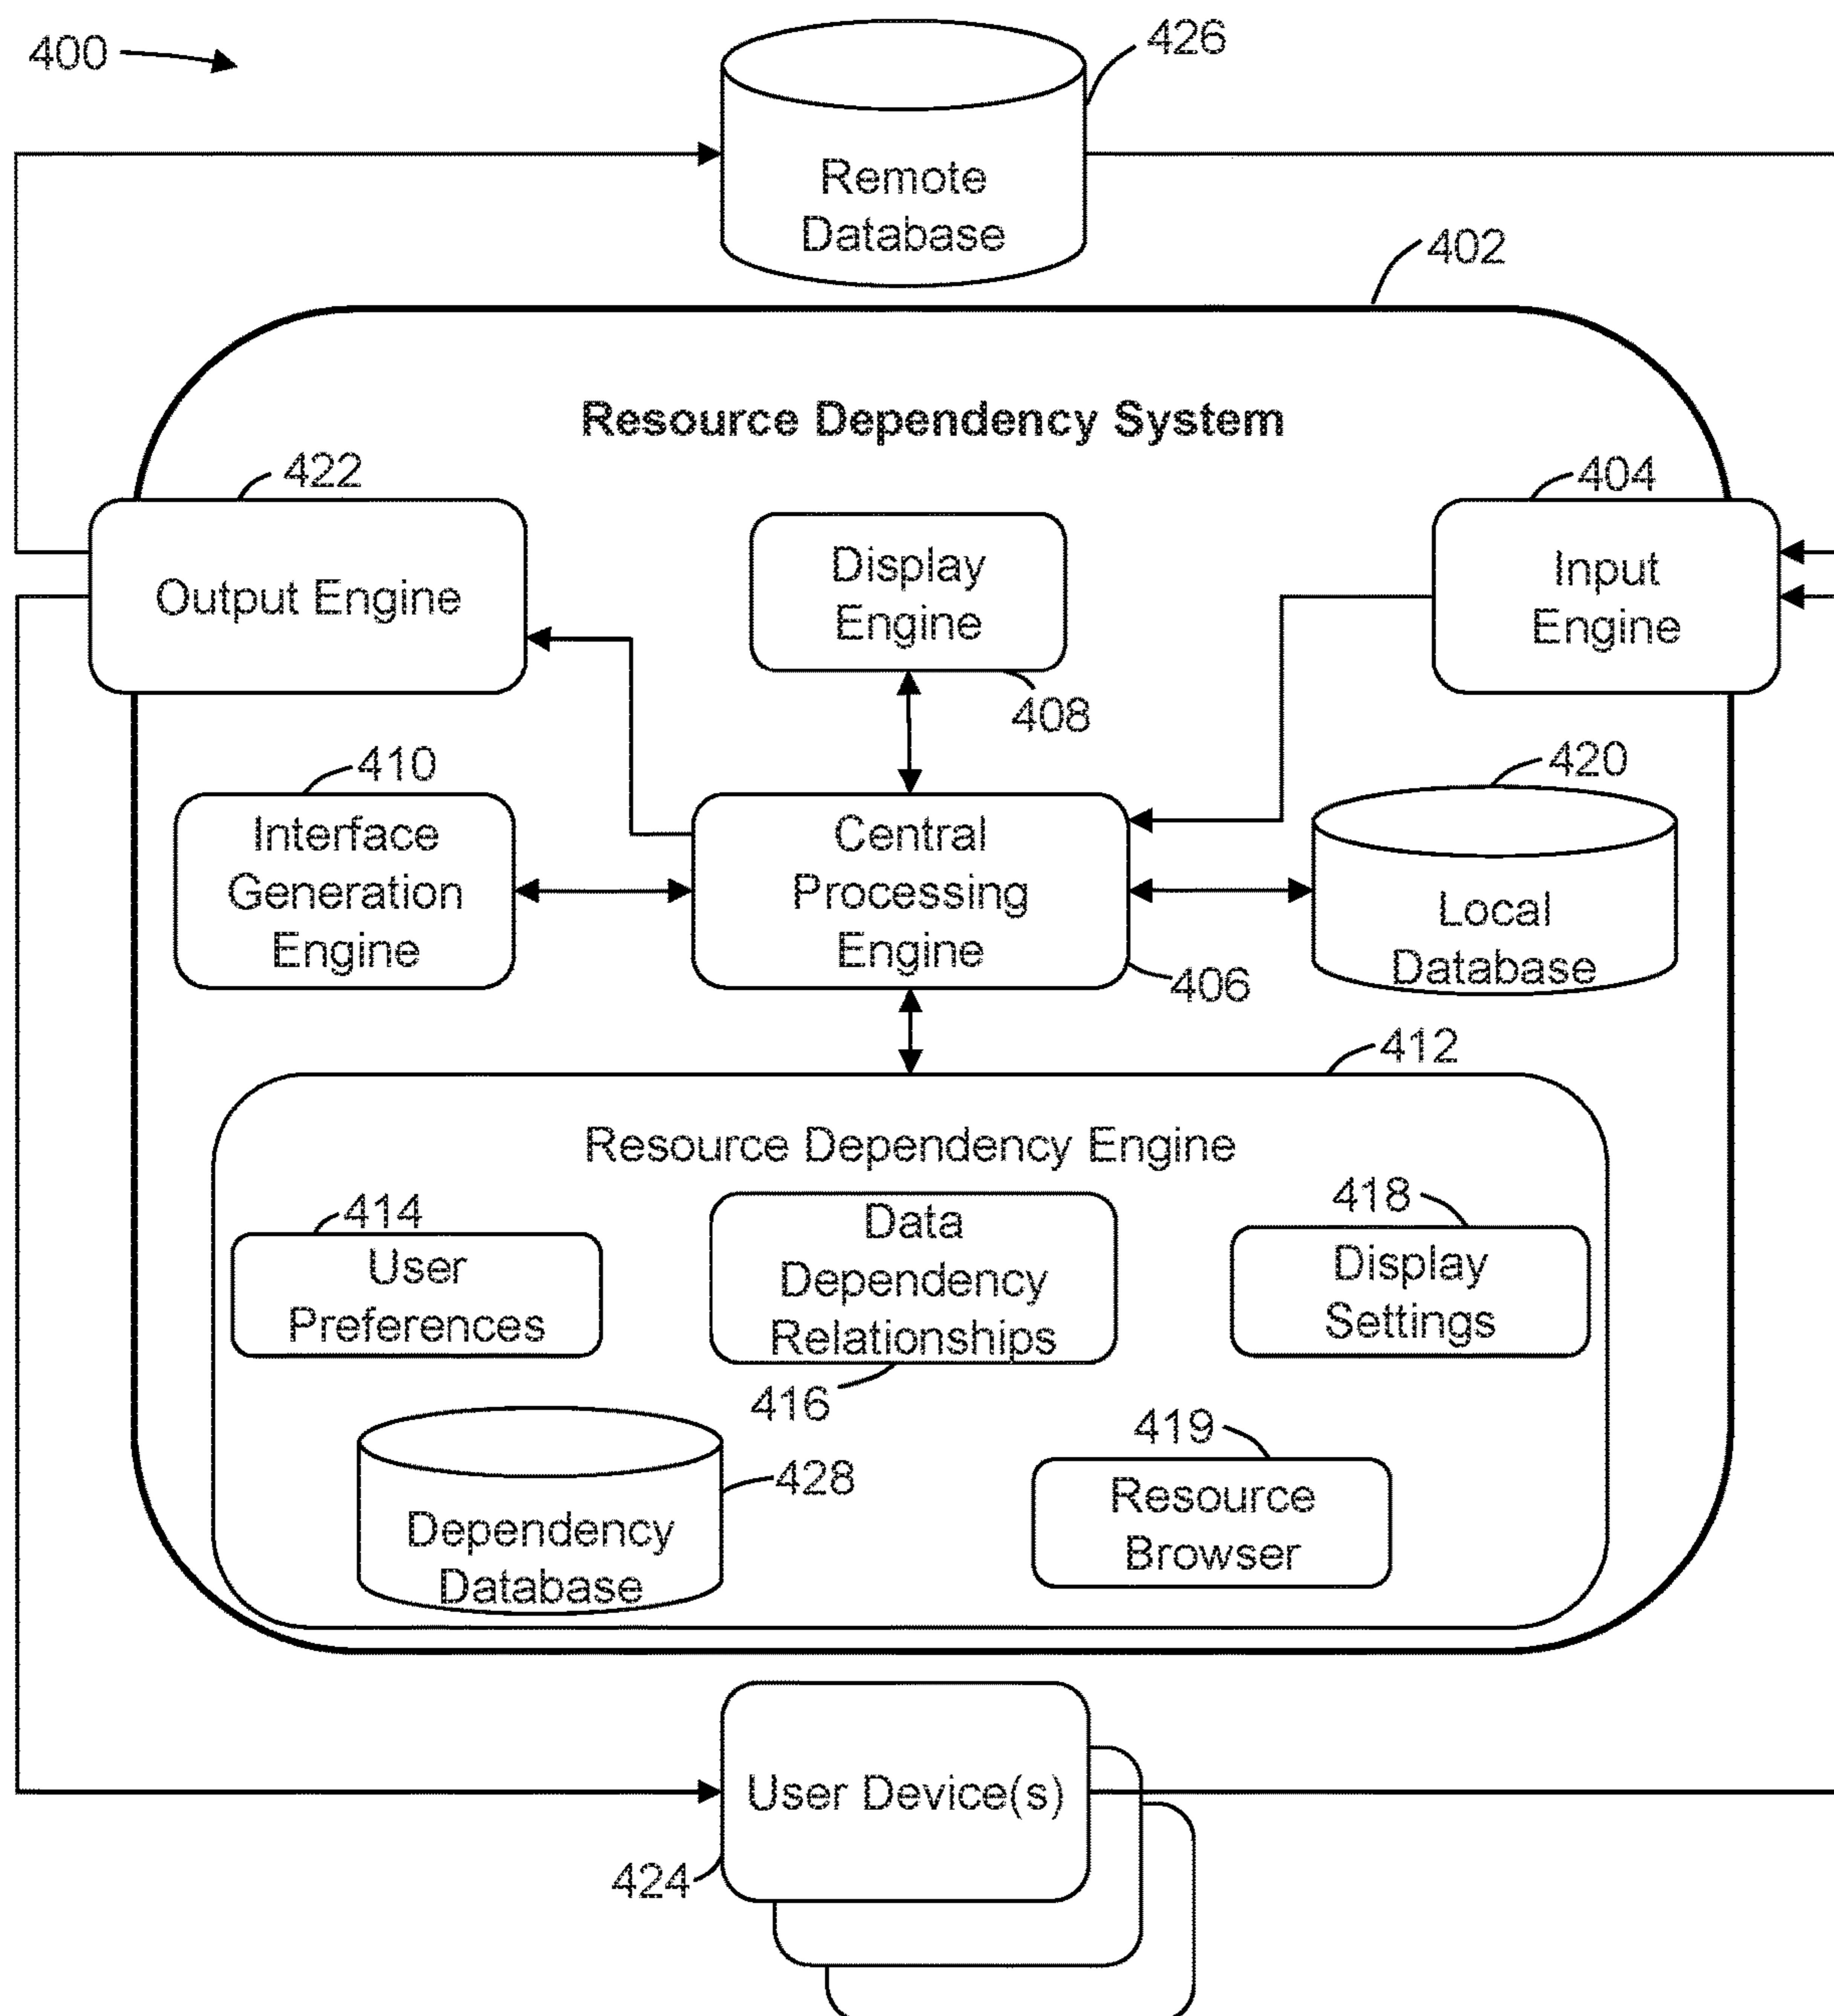 400
426
Remote
Database
402
Resource Dependency System
422
404
Output Engine
Display
Engine
Input
Engine
408
410
420
Interface
Generation
Engine
Central
Processing
Engine
Local
Database
406
412
Resource Dependency Engine
414
418
User
Preferences
Data
Dependency
Relationships
Display
Settings
416
419
428
Dependency
Database
Resource
Browser
User Device(s)
424